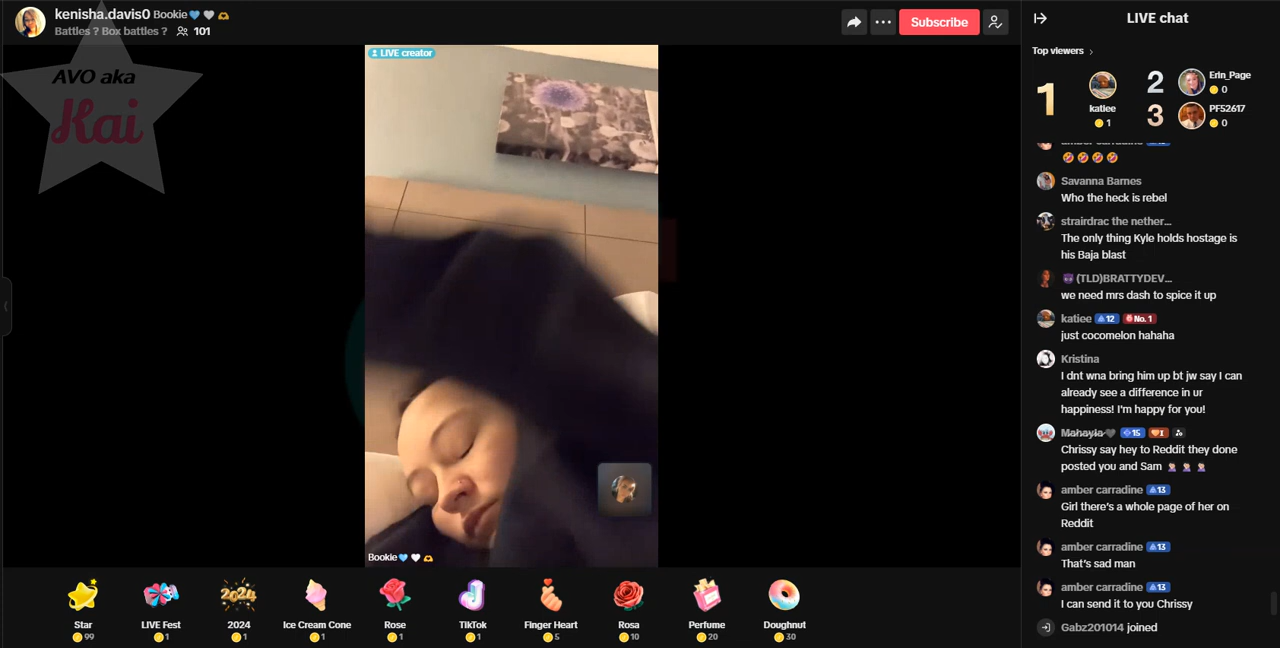 kenisha.davis0 Bookie💙🤍🫶
Battles ? Box battles ? 101
Subscribe
LIVE chat
AVO aka
Kai
LIVE creator
Bookie💙🤍🫶
Top viewers >
1
katiee
1
2
Erin_Page
0
3
PF52617
0
🤣🤣🤣🤣
Savanna Barnes
Who the heck is rebel
strairdrac the nether...
The only thing Kyle holds hostage is
his Baja blast
😈(TLD)BRATTYDEV...
we need mrs dash to spice it up
katiee 12 No. 1
just cocomelon hahaha
Kristina
I dnt wna bring him up bt jw say I can
already see a difference in ur
happiness! I'm happy for you!
Mahayla🖤 15 I
Chrissy say hey to Reddit they done
posted you and Sam 🤦🏼‍♀️ 🤦🏼‍♀️ 🤦🏼‍♀️
amber carradine 13
Girl there's a whole page of her on
Reddit
amber carradine 13
That's sad man
amber carradine 13
I can send it to you Chrissy
Gabz201014 joined
Star
99
LIVE Fest
1
2024
2024
1
Ice Cream Cone
1
Rose
1
TikTok
1
Finger Heart
5
Rosa
10
Perfume
20
Doughnut
30